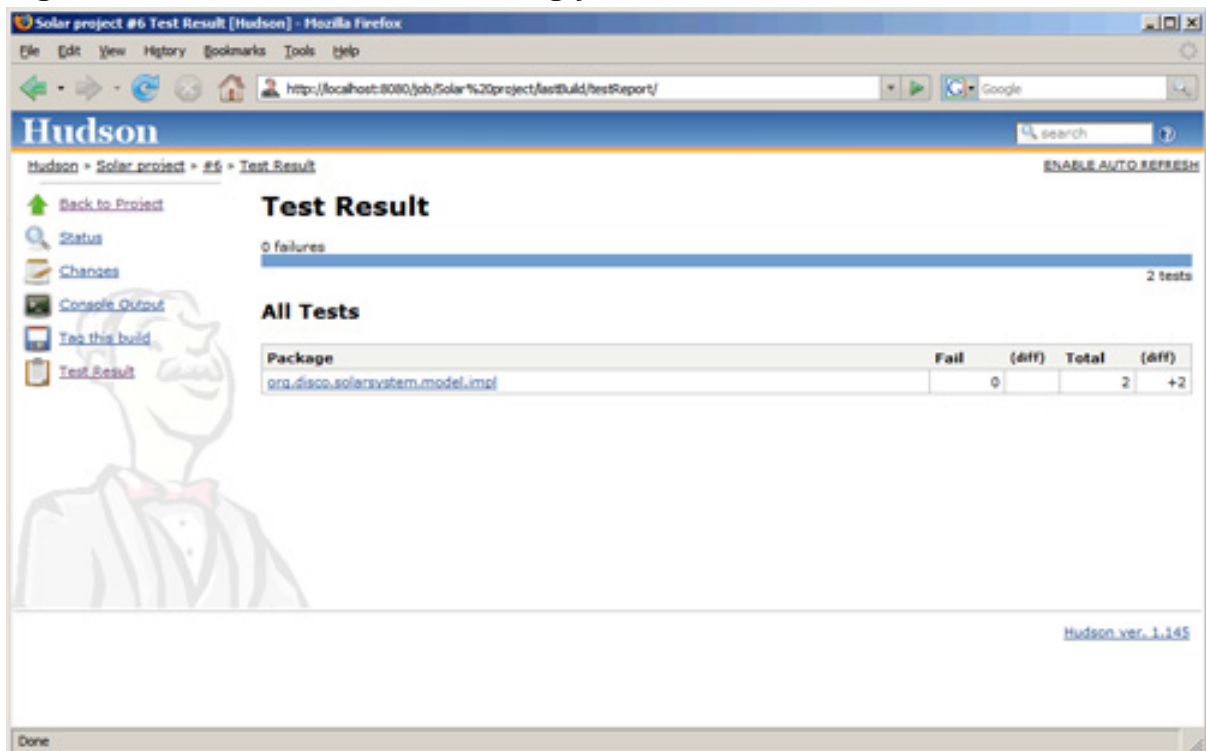 Solar project #6 Test Result [Hudson] - Mozilla Firefox
File Edit View History Bookmarks Tools Help
http://localhost:8080/job/Solar%20project/lastBuild/testReport/
Google
Hudson
search
Hudson » Solar project » #6 » Test Result
ENABLE AUTO REFRESH
Back to Project
Status
Changes
Console Output
Tag this build
Test Result
Test Result
0 failures
2 tests
All Tests
Package Fail (diff) Total (diff)
org.disco.solarsystem.model.impl 0 2 +2
Hudson ver. 1.145
Done